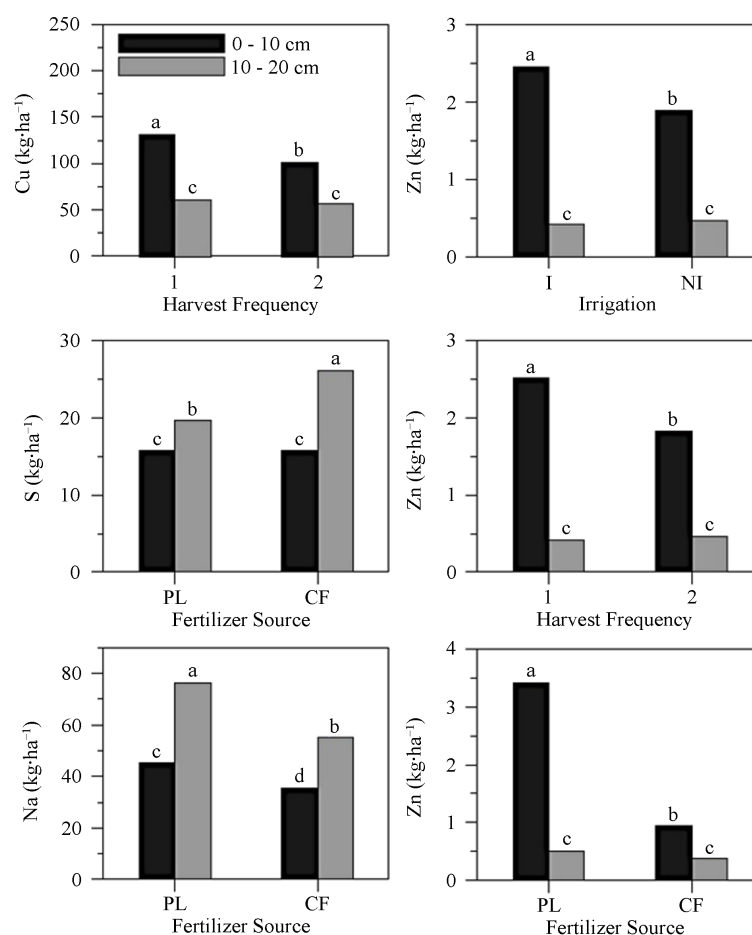 250
200
150
100
50
0
Cu (kg·ha⁻¹)
0 - 10 cm
10 - 20 cm
a
b
c
c
1
2
Harvest Frequency
3
2
1
0
Zn (kg·ha⁻¹)
a
b
c
c
I
NI
Irrigation
30
20
10
0
S (kg·ha⁻¹)
c
b
c
a
PL
CF
Fertilizer Source
3
2
1
0
Zn (kg·ha⁻¹)
a
b
c
c
1
2
Harvest Frequency
80
60
40
20
0
Na (kg·ha⁻¹)
c
a
d
b
PL
CF
Fertilizer Source
4
3
2
1
0
Zn (kg·ha⁻¹)
a
c
b
c
PL
CF
Fertilizer Source